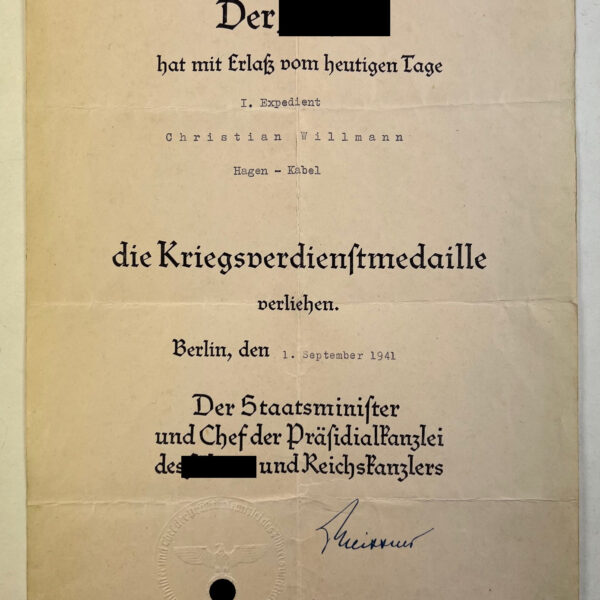 Der
hat mit Erlaß vom heutigen Tage
I. Expedient
Christian Willmann
Hagen - Kabel
die Kriegsverdienstmedaille
verliehen.
Berlin, den 1. September 1941
Der Staatsminister
und Chef der Präsidialkanzlei
des und Reichskanzlers